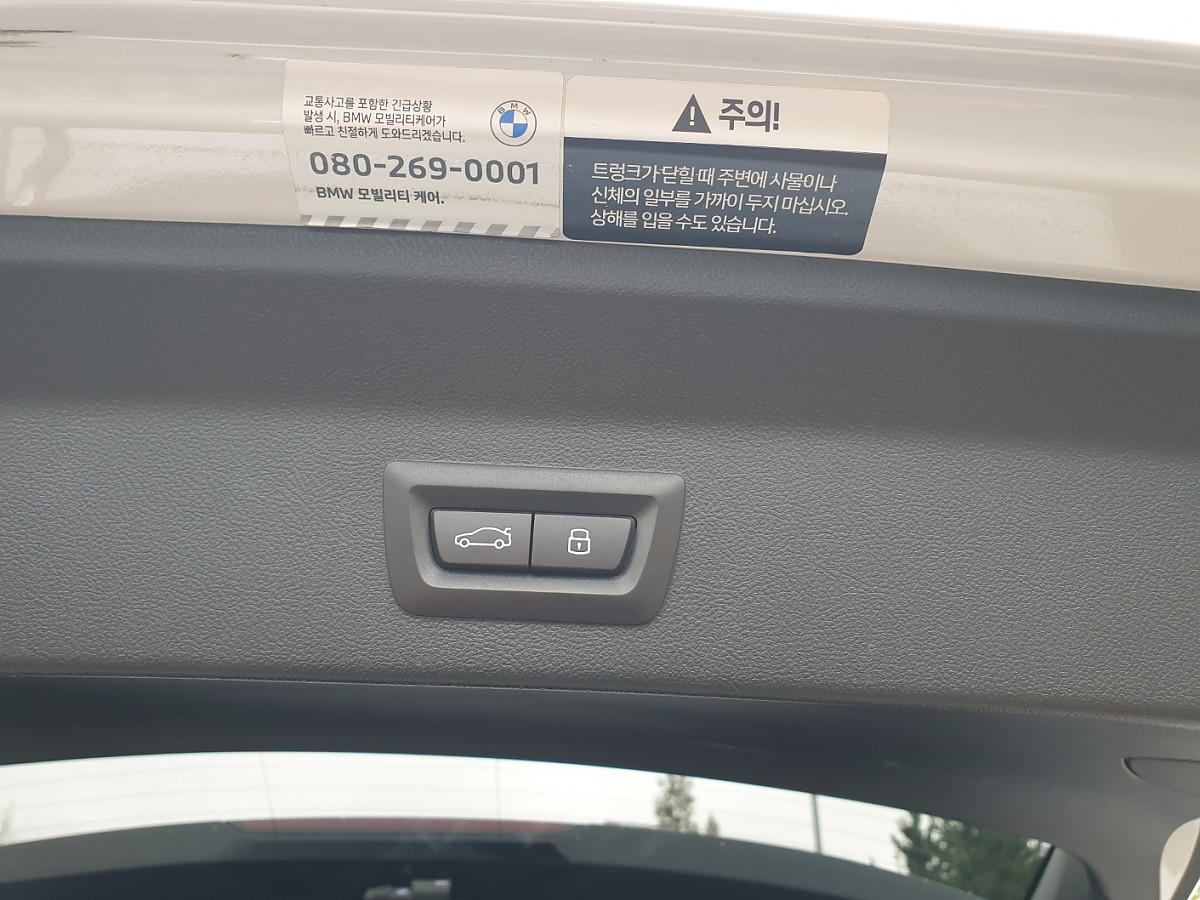 교통사고를 포함한 긴급상황
발생 시, BMW 모빌리티케어가
빠르고 친절하게 도와드리겠습니다.
BMW
080-269-0001
BMW 모빌리티 케어.
주의!
트렁크가 닫힐 때 주변에 사물이나
신체의 일부를 가까이 두지 마십시오.
상해를 입을 수도 있습니다.